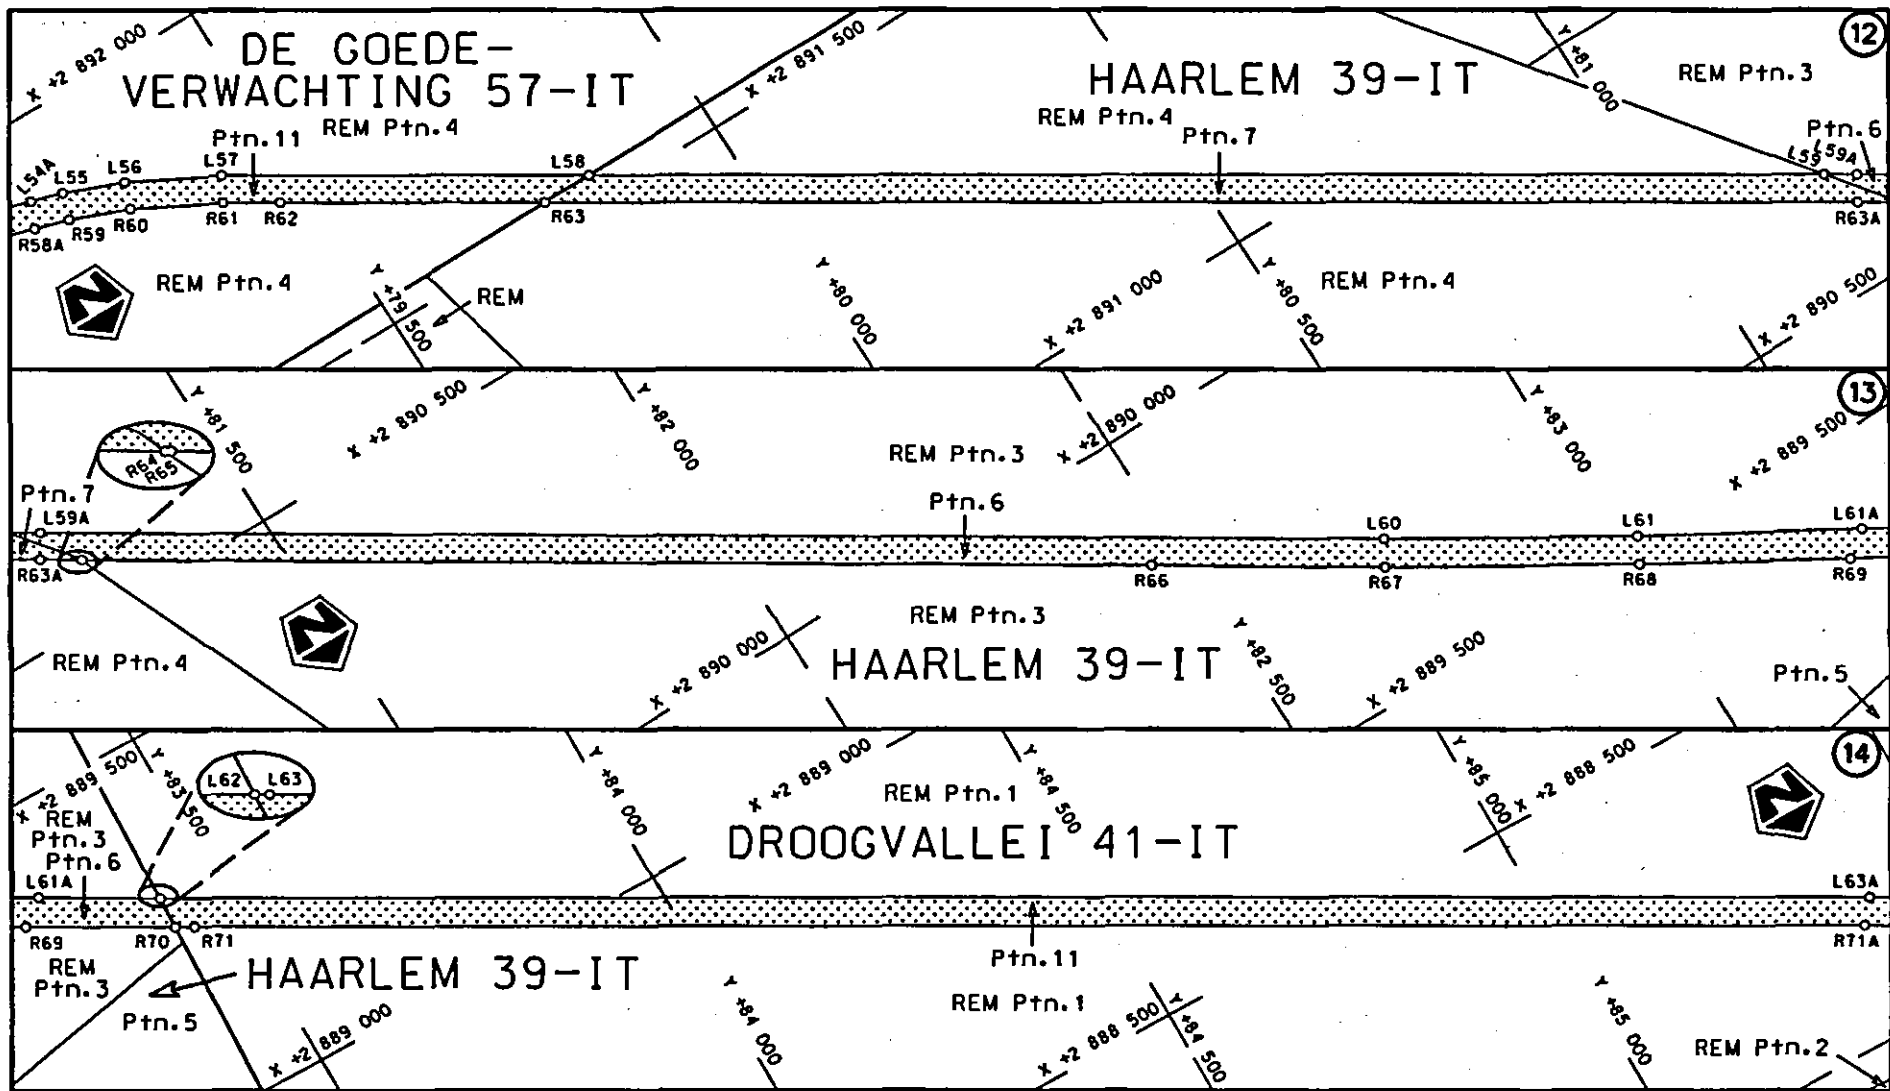 12
DE GOEDE-
VERWACHTING 57-IT
HAARLEM 39-IT
X +2 892 000
X +2 891 500
Y +81 000
REM Ptn.3
REM Ptn.4
REM Ptn.4
Ptn.11
Ptn.7
Ptn.6
L54A
L55
L56
L57
L58
L59
L59A
R58A
R59
R60
R61
R62
R63
R63A
REM Ptn.4
Y +79 500
REM
Y +80 000
X +2 891 000
Y +80 500
REM Ptn.4
X +2 890 500
13
Y +81 500
X +2 890 500
Y +82 000
REM Ptn.3
X +2 890 000
Y +83 000
X +2 889 500
R64
R65
Ptn.7
L59A
Ptn.6
L60
L61
L61A
R63A
R66
R67
R68
R69
REM Ptn.4
REM Ptn.3
X +2 890 000
HAARLEM 39-IT
Y +82 500
X +2 889 500
Ptn.5
14
X +2 889 500
Y +83 500
L62
L63
Y +84 000
X +2 889 000
REM Ptn.1
Y +84 500
Y +85 000
X +2 888 500
REM
Ptn.3
Ptn.6
DROOGVALLEI 41-IT
L61A
L63A
R69
R70
R71
R71A
REM
Ptn.3
HAARLEM 39-IT
Ptn.5
Ptn.11
REM Ptn.1
X +2 889 000
Y +84 000
X +2 888 500
Y +84 500
Y +85 000
REM Ptn.2